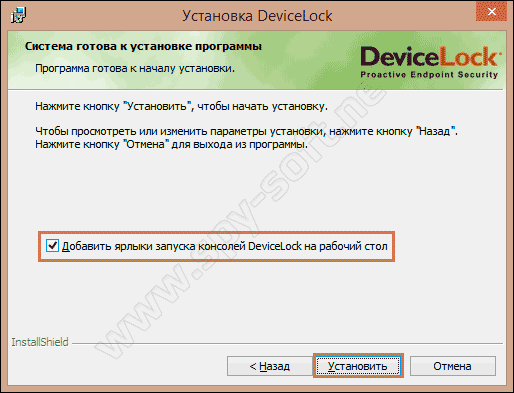 Установка DeviceLock
Система готова к установке программы
Программа готова к началу установки.
DeviceLock
Proactive Endpoint Security
Нажмите кнопку "Установить", чтобы начать установку.
Чтобы просмотреть или изменить параметры установки, нажмите кнопку "Назад".
Нажмите кнопку "Отмена" для выхода из программы.
Добавить ярлыки запуска консолей DeviceLock на рабочий стол
www.spy-soft.net
InstallShield
< Назад
Установить
Отмена